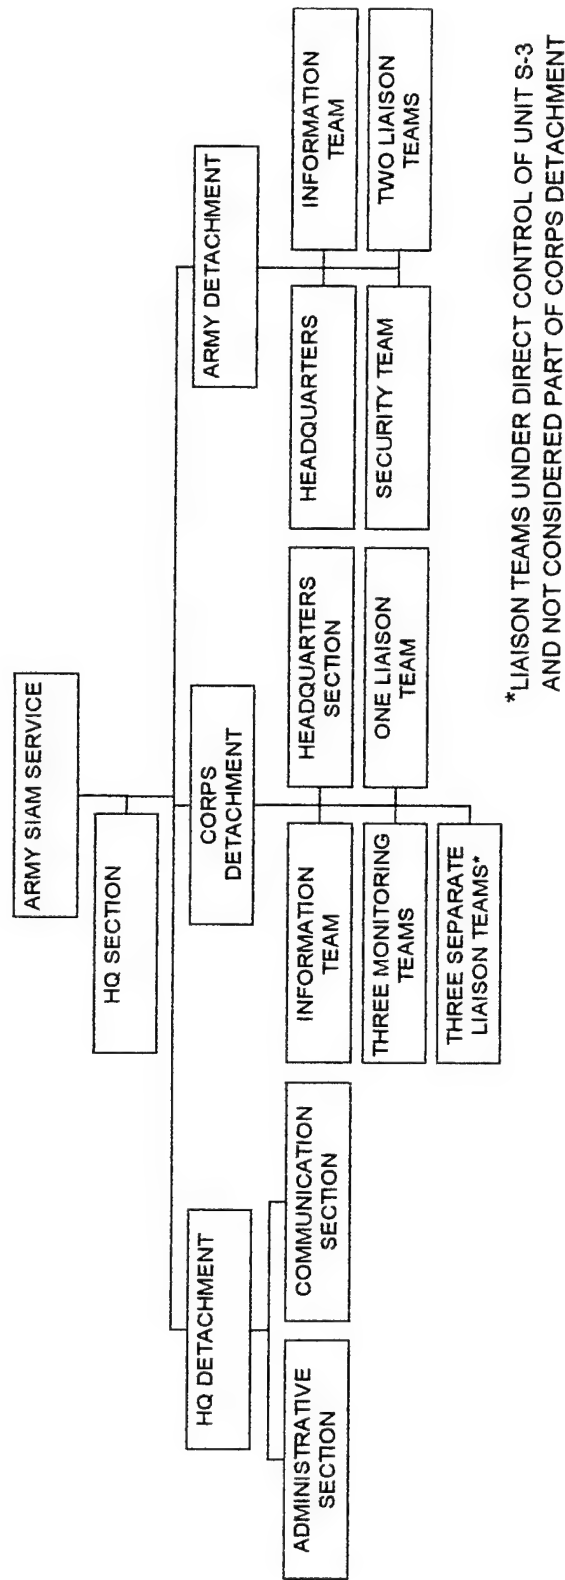 ARMY SIAM SERVICE
HQ SECTION
HQ DETACHMENT
CORPS
DETACHMENT
ARMY DETACHMENT
ADMINISTRATIVE
SECTION
COMMUNICATION
SECTION
INFORMATION
TEAM
HEADQUARTERS
SECTION
THREE MONITORING
TEAMS
ONE LIAISON
TEAM
THREE SEPARATE
LIAISON TEAMS*
HEADQUARTERS
INFORMATION
TEAM
SECURITY TEAM
TWO LIAISON
TEAMS
*LIAISON TEAMS UNDER DIRECT CONTROL OF UNIT S-3
AND NOT CONSIDERED PART OF CORPS DETACHMENT